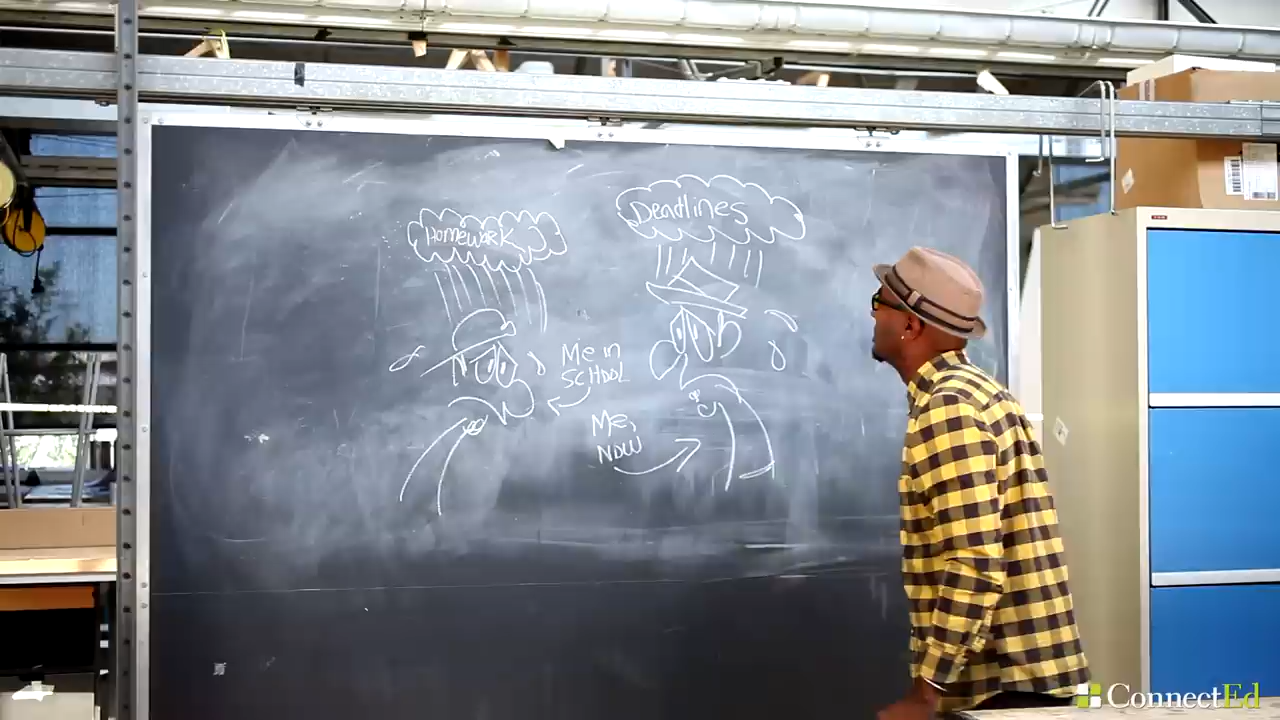 HOMEWORK
Deadlines
Me in
SCHOOL
Me,
NOW
ConnectEd